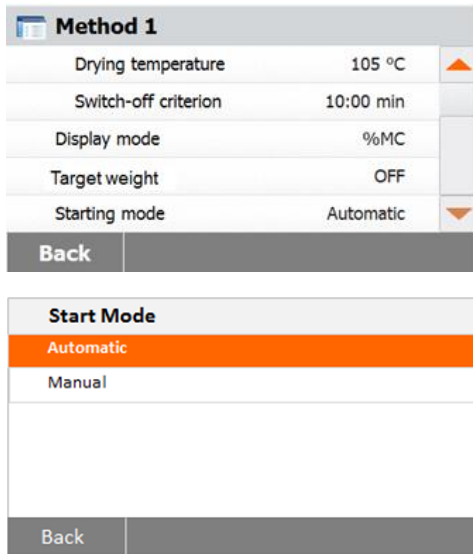 Method 1
Drying temperature 105 ºC
Switch-off criterion 10:00 min
Display mode %MC
Target weight OFF
Starting mode Automatic
Back
Start Mode
Automatic
Manual
Back